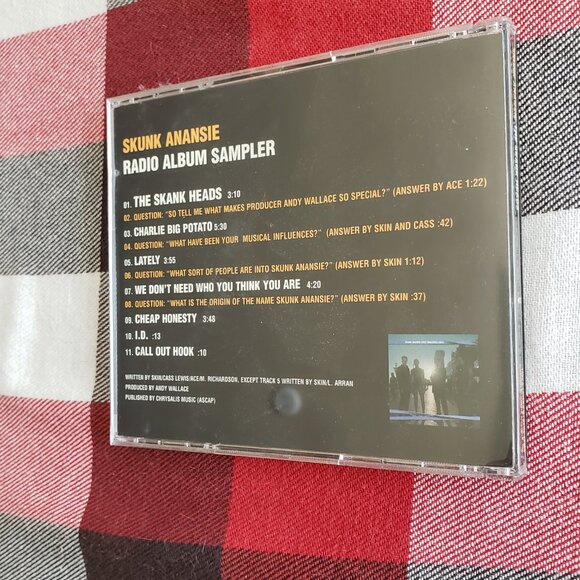 SKUNK ANANSIE
RADIO ALBUM SAMPLER
01. THE SKANK HEADS 3:10
02. QUESTION: "SO TELL ME WHAT MAKES PRODUCER ANDY WALLACE SO SPECIAL?" (ANSWER BY ACE 1:22)
03. CHARLIE BIG POTATO 5:30
04. QUESTION: "WHAT HAVE BEEN YOUR MUSICAL INFLUENCES?" (ANSWER BY SKIN AND CASS :42)
05. LATELY 3:55
06. QUESTION: "WHAT SORT OF PEOPLE ARE INTO SKUNK ANANSIE?" (ANSWER BY SKIN 1:12)
07. WE DON'T NEED WHO YOU THINK YOU ARE 4:20
08. QUESTION: "WHAT IS THE ORIGIN OF THE NAME SKUNK ANANSIE?" (ANSWER BY SKIN :37)
09. CHEAP HONESTY 3:48
10. I.D. :13
11. CALL OUT HOOK :10
WRITTEN BY SKIN/CASS LEWIS/ACE/M. RICHARDSON, EXCEPT TRACK 5 WRITTEN BY SKIN/L. ARRAN
PRODUCED BY ANDY WALLACE
PUBLISHED BY CHRYSALIS MUSIC (ASCAP)